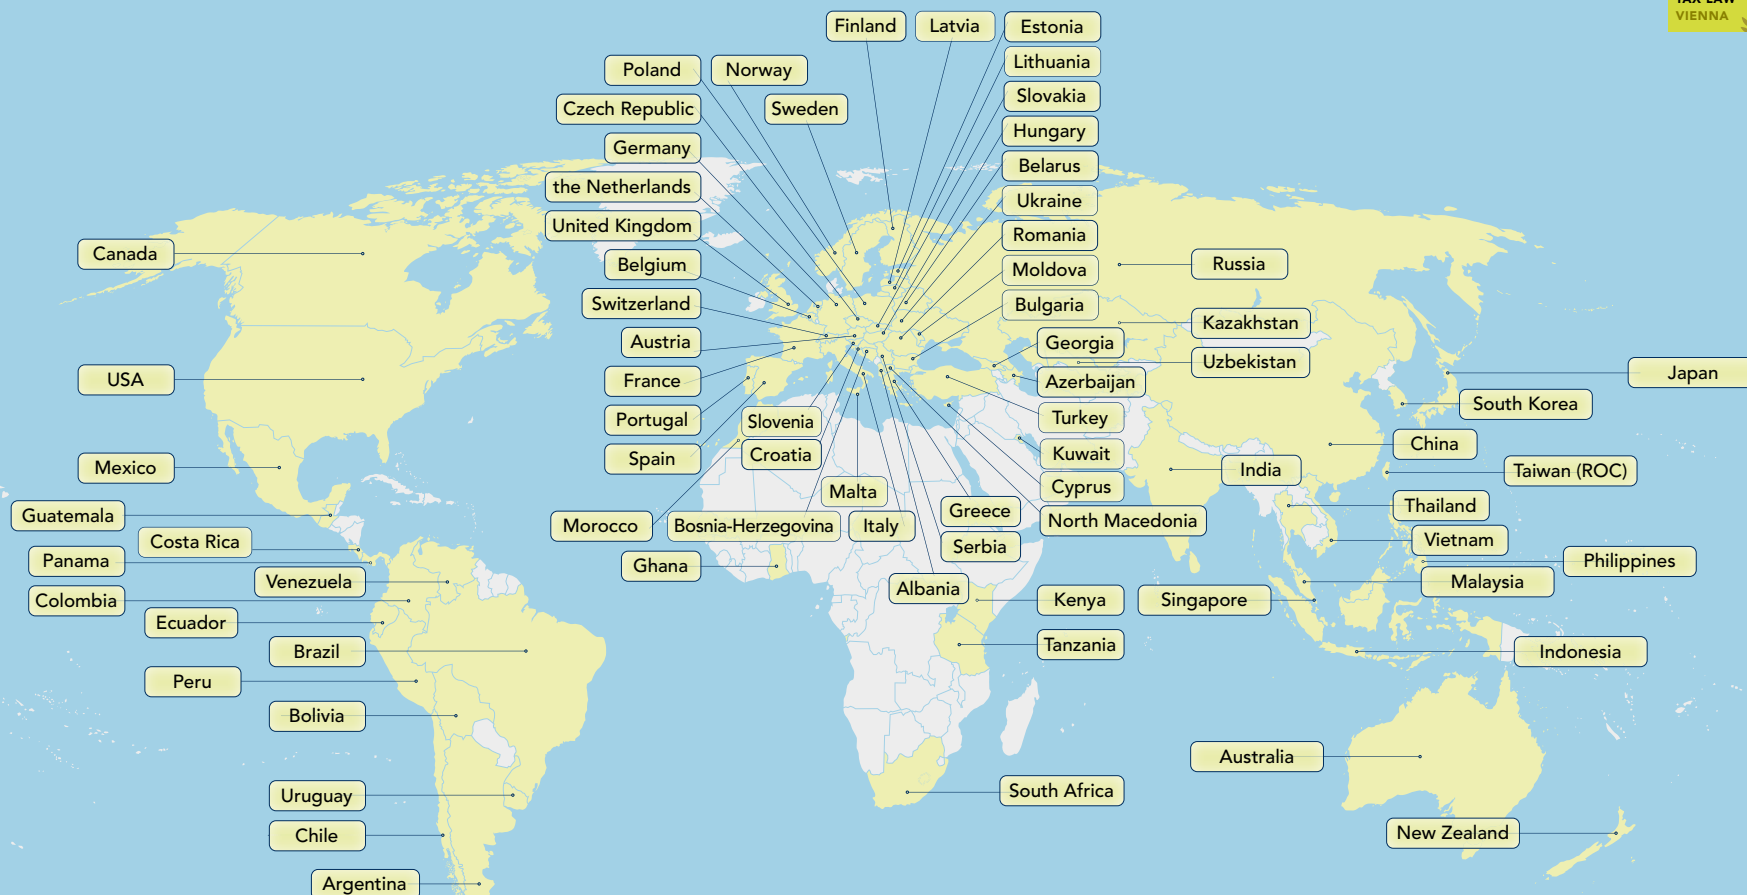 TAX LAW
VIENNA
Finland
Latvia
Estonia
Lithuania
Poland
Norway
Slovakia
Czech Republic
Sweden
Hungary
Germany
Belarus
the Netherlands
Ukraine
United Kingdom
Romania
Canada
Belgium
Moldova
Russia
Switzerland
Bulgaria
Kazakhstan
Austria
Georgia
Uzbekistan
USA
France
Azerbaijan
Japan
Portugal
Slovenia
Turkey
South Korea
Mexico
Spain
Croatia
Kuwait
India
China
Taiwan (ROC)
Malta
Cyprus
Guatemala
Morocco
Bosnia-Herzegovina
Italy
Greece
North Macedonia
Thailand
Costa Rica
Serbia
Vietnam
Panama
Ghana
Philippines
Venezuela
Albania
Malaysia
Colombia
Kenya
Singapore
Ecuador
Brazil
Tanzania
Indonesia
Peru
Bolivia
Australia
Uruguay
South Africa
Chile
New Zealand
Argentina